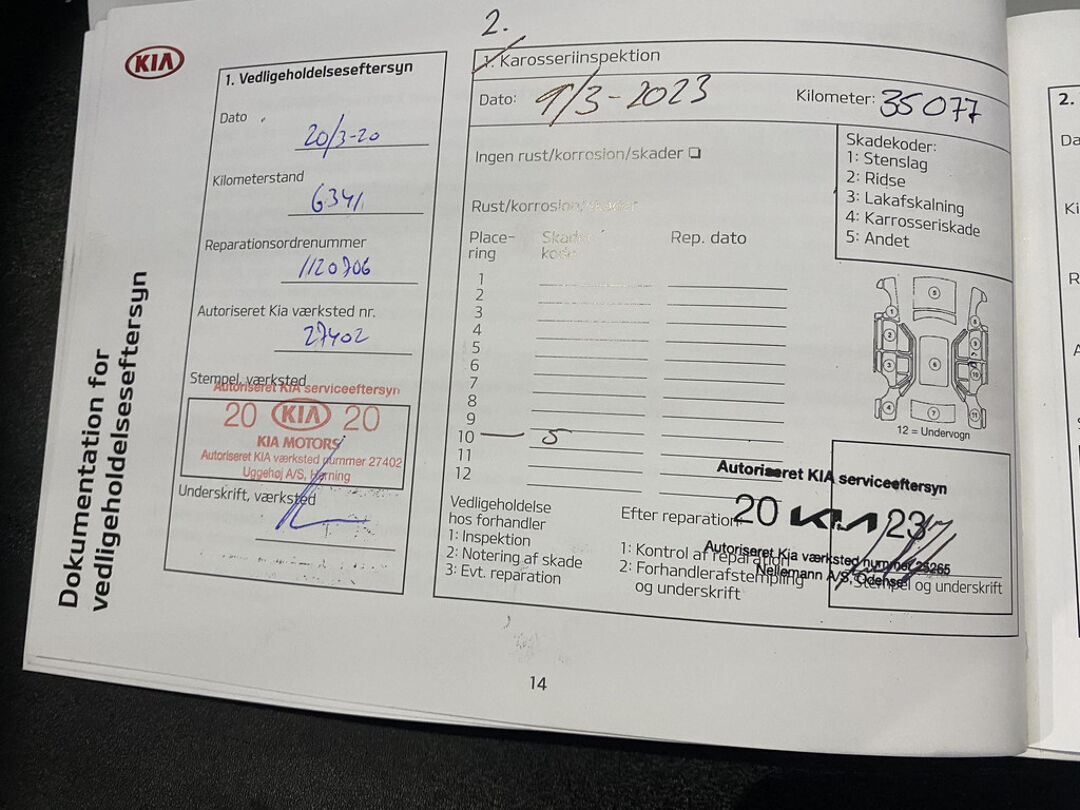 KIA
Dokumentation for
vedligeholdelseseftersyn
1. Vedligeholdelseseftersyn
Dato
20/3-20
Kilometerstand
6341
Reparationsordrenummer
1120706
Autoriseret Kia værksted nr.
27402
Stempel, værksted
Autoriseret KIA serviceeftersyn
20 KIA 20
KIA MOTORS
Autoriseret KIA værksted nummer 27402
Uggehøj A/S, Herning
Underskrift, værksted
2.
1. Karosseriinspektion
Dato: 9/3-2023
Kilometer: 35077
Ingen rust/korrosion/skader
Rust/korrosion/skader
Skadekoder:
1: Stenslag
2: Ridse
3: Lakafskalning
4: Karrosseriskade
5: Andet
Place-
ring
Skade
kode
Rep. dato
1
2
3
4
5
6
7
8
9
10 5
11
12
12 = Undervogn
Vedligeholdelse
hos forhandler
1: Inspektion
2: Notering af skade
3: Evt. reparation
Efter reparation
1: Kontrol af reparation
2: Forhandlerafstempling
og underskrift
Autoriseret KIA serviceeftersyn
20 KIA 23
Autoriseret Kia værksted nummer 25265
Nellemann A/S, Odense
Stempel og underskrift
14
2.